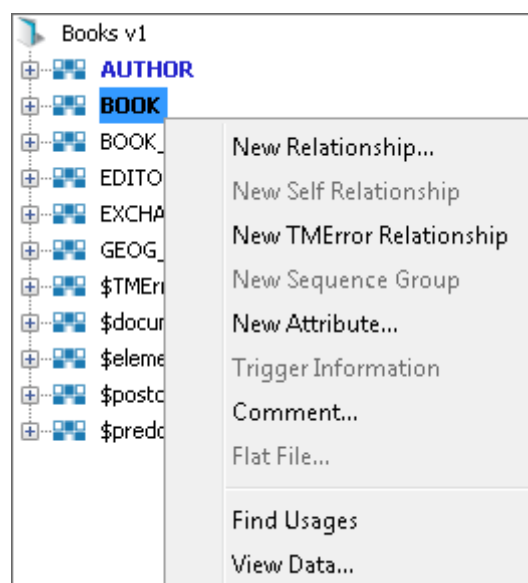 Books v1
AUTHOR
BOOK
BOOK_
EDITO
EXCHA
GEOG_
$TMErr
$docur
$eleme
$postc
$predc
New Relationship...
New Self Relationship
New TMError Relationship
New Sequence Group
New Attribute...
Trigger Information
Comment...
Flat File...
Find Usages
View Data...